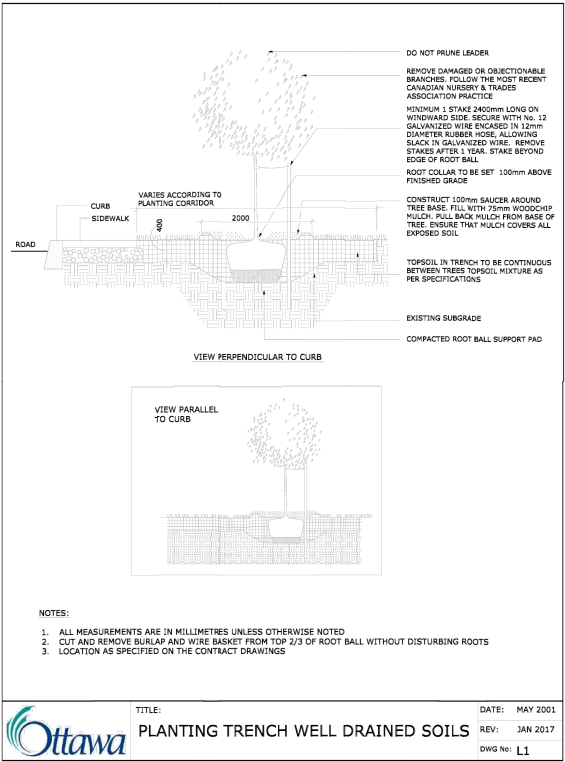 DO NOT PRUNE LEADER
REMOVE DAMAGED OR OBJECTIONABLE
BRANCHES. FOLLOW THE MOST RECENT
CANADIAN NURSERY & TRADES
ASSOCIATION PRACTICE
MINIMUM 1 STAKE 2400mm LONG ON
WINDWARD SIDE. SECURE WITH No. 12
GALVANIZED WIRE ENCASED IN 12mm
DIAMETER RUBBER HOSE, ALLOWING
SLACK IN GALVANIZED WIRE. REMOVE
STAKES AFTER 1 YEAR. STAKE BEYOND
EDGE OF ROOT BALL
ROOT COLLAR TO BE SET 100mm ABOVE
FINISHED GRADE
CONSTRUCT 100mm SAUCER AROUND
TREE BASE. FILL WITH 75mm WOODCHIP
MULCH. PULL BACK MULCH FROM BASE OF
TREE. ENSURE THAT MULCH COVERS ALL
EXPOSED SOIL
TOPSOIL IN TRENCH TO BE CONTINUOUS
BETWEEN TREES TOPSOIL MIXTURE AS
PER SPECIFICATIONS
EXISTING SUBGRADE
COMPACTED ROOT BALL SUPPORT PAD
VARIES ACCORDING TO
PLANTING CORRIDOR
CURB
SIDEWALK
ROAD
400
2000
VIEW PERPENDICULAR TO CURB
VIEW PARALLEL
TO CURB
NOTES:
1. ALL MEASUREMENTS ARE IN MILLIMETRES UNLESS OTHERWISE NOTED
2. CUT AND REMOVE BURLAP AND WIRE BASKET FROM TOP 2/3 OF ROOT BALL WITHOUT DISTURBING ROOTS
3. LOCATION AS SPECIFIED ON THE CONTRACT DRAWINGS
Ottawa
TITLE:
PLANTING TRENCH WELL DRAINED SOILS
DATE: MAY 2001
REV: JAN 2017
DWG No: L1